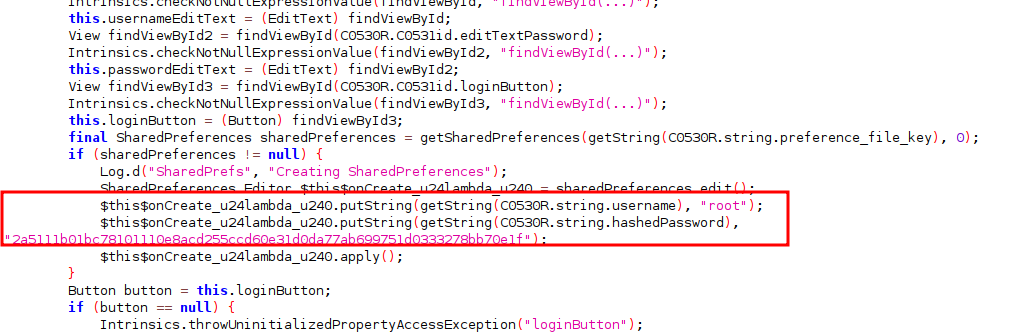 Intrinsics.checkNotNullExpressionValue(findViewById, "findViewById(...)");
this.usernameEditText = (EditText) findViewById;
View findViewById2 = findViewById(C0530R.C0531id.editTextPassword);
Intrinsics.checkNotNullExpressionValue(findViewById2, "findViewById(...)");
this.passwordEditText = (EditText) findViewById2;
View findViewById3 = findViewById(C0530R.C0531id.loginButton);
Intrinsics.checkNotNullExpressionValue(findViewById3, "findViewById(...)");
this.loginButton = (Button) findViewById3;
final SharedPreferences sharedPreferences = getSharedPreferences(getString(C0530R.string.preference_file_key), 0);
if (sharedPreferences != null) {
Log.d("SharedPrefs", "Creating SharedPreferences");
SharedPreferences.Editor $this$onCreate_u24lambda_u240 = sharedPreferences.edit();
$this$onCreate_u24lambda_u240.putString(getString(C0530R.string.username), "root");
$this$onCreate_u24lambda_u240.putString(getString(C0530R.string.hashedPassword),
"2a5111b01bc78101110e8acd255ccd60e31d0da77ab699751d0333278bb70e1f");
$this$onCreate_u24lambda_u240.apply();
}
Button button = this.loginButton;
if (button == null) {
Intrinsics.throwUninitializedPropertyAccessException("loginButton");